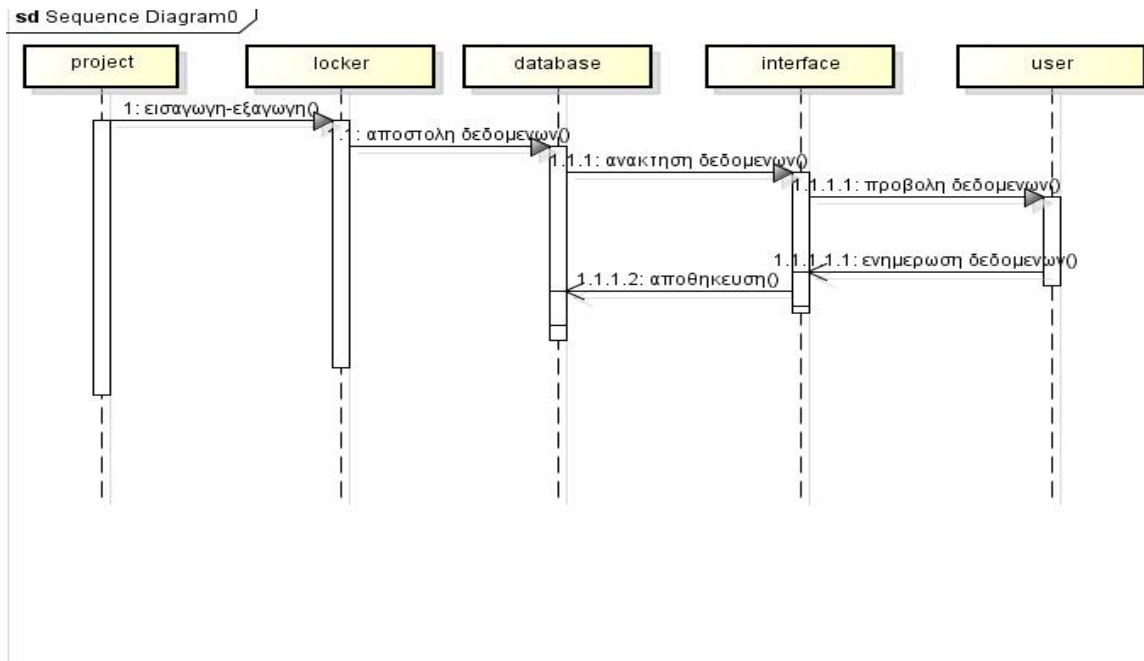 sd Sequence Diagram0
project
locker
database
interface
user
1: εισαγωγη-εξαγωγη()
1.1: αποστολη δεδομενων()
1.1.1: ανακτηση δεδομενων()
1.1.1.1: προβολη δεδομενων()
1.1.1.1.1: ενημερωση δεδομενων()
1.1.1.2: αποθηκευση()